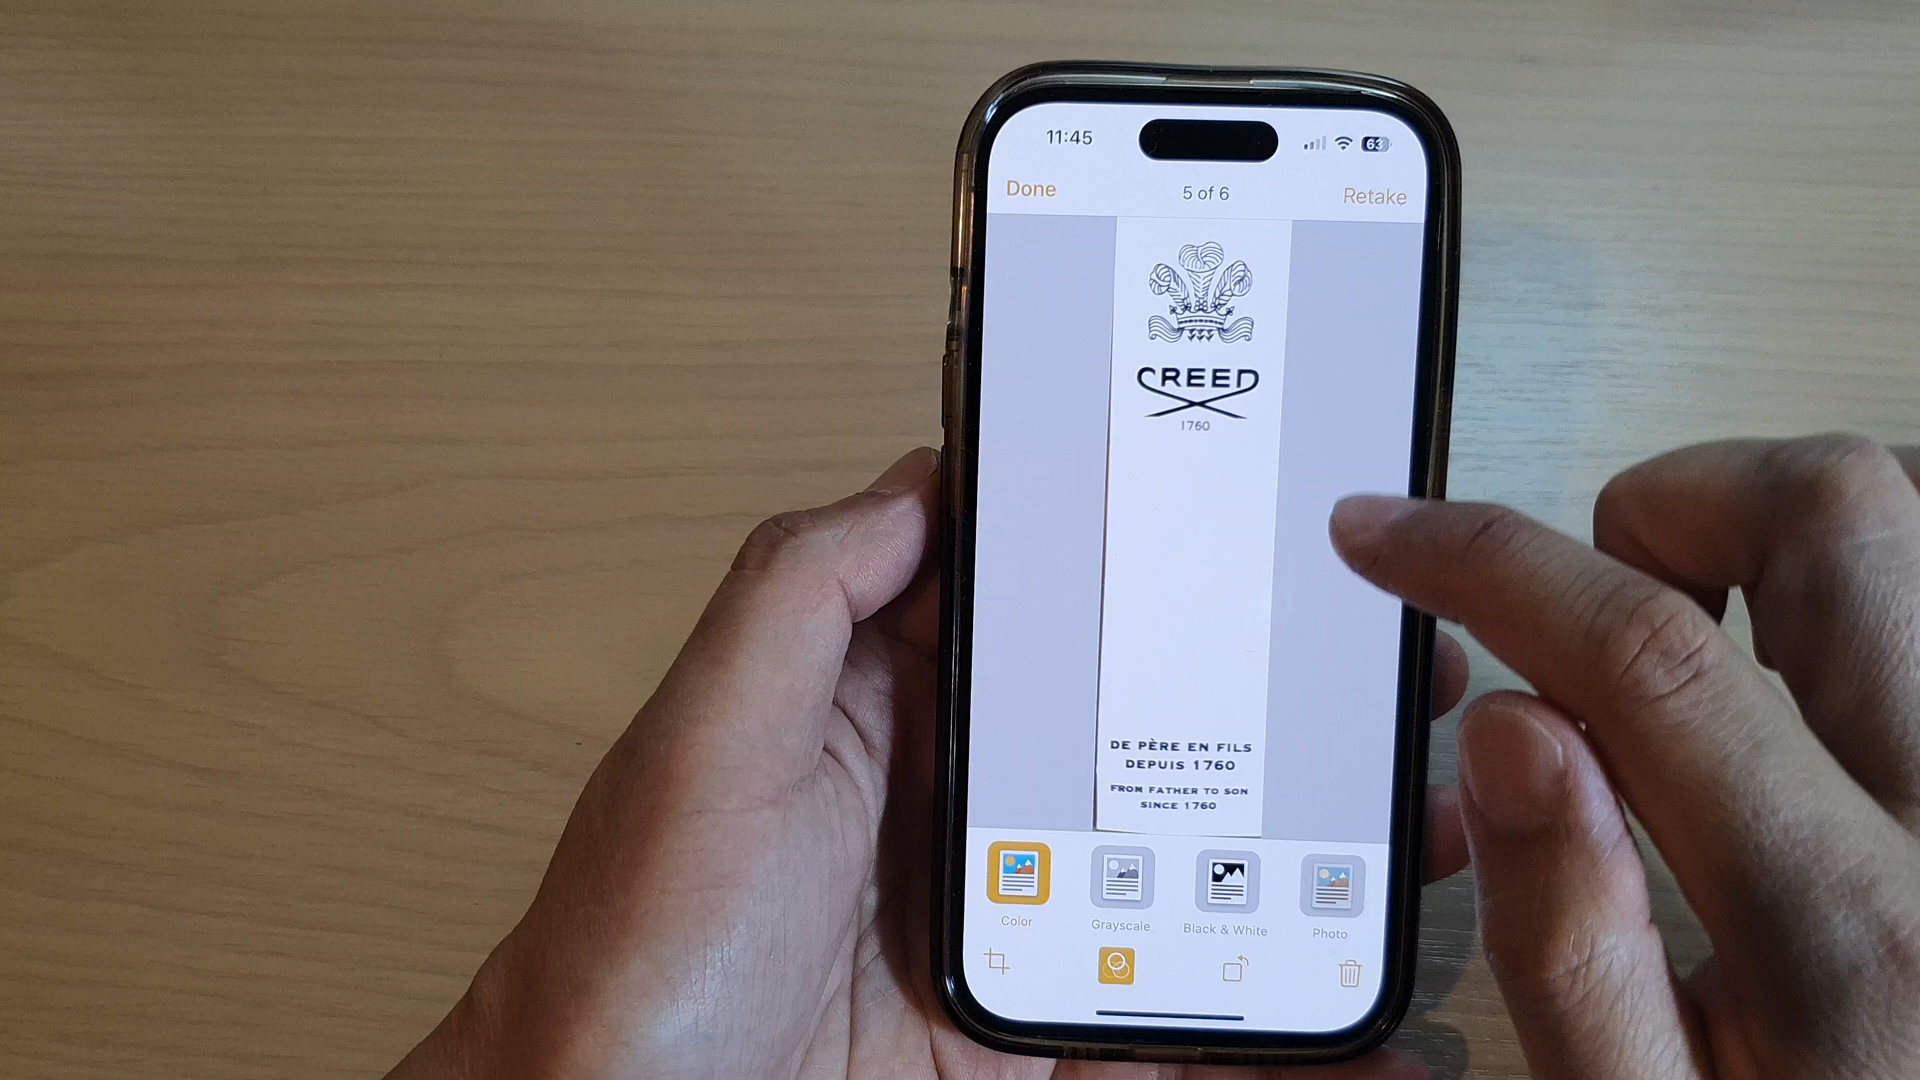 11:45
63
Done
5 of 6
Retake
CREED
1760
DE PÈRE EN FILS
DEPUIS 1760
FROM FATHER TO SON
SINCE 1760
Color
Grayscale
Black & White
Photo